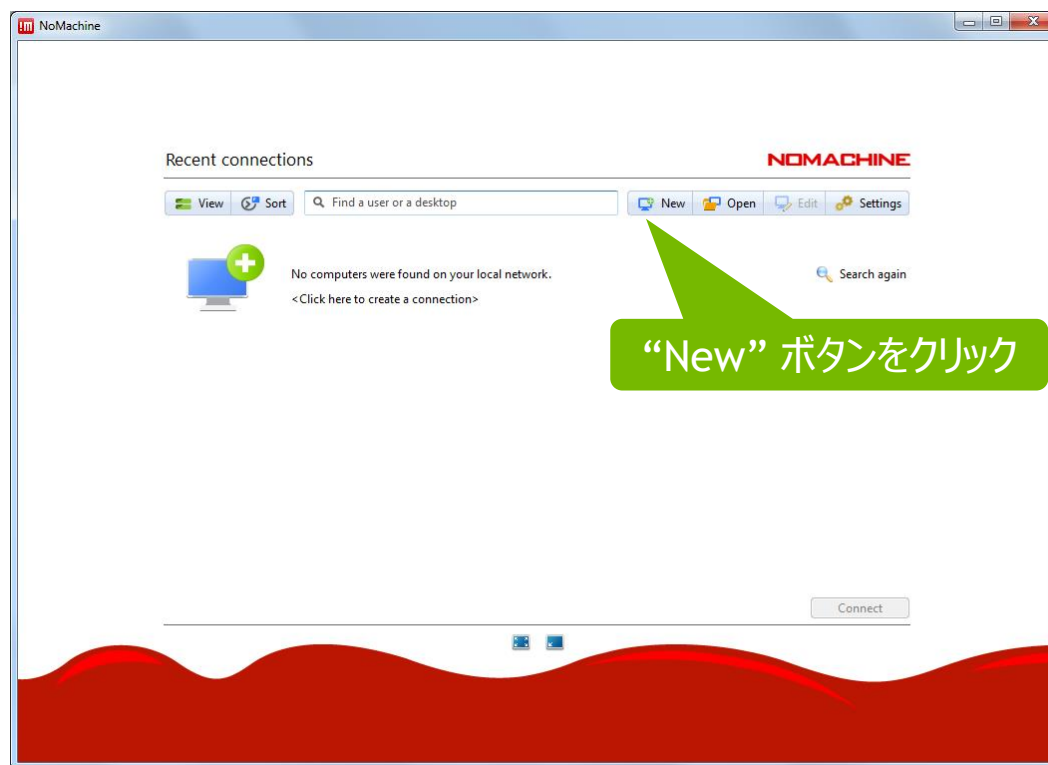 NoMachine
Recent connections
NOMACHINE
View
Sort
Find a user or a desktop
New
Open
Edit
Settings
No computers were found on your local network.
Search again
<Click here to create a connection>
“New” ボタンをクリック
Connect